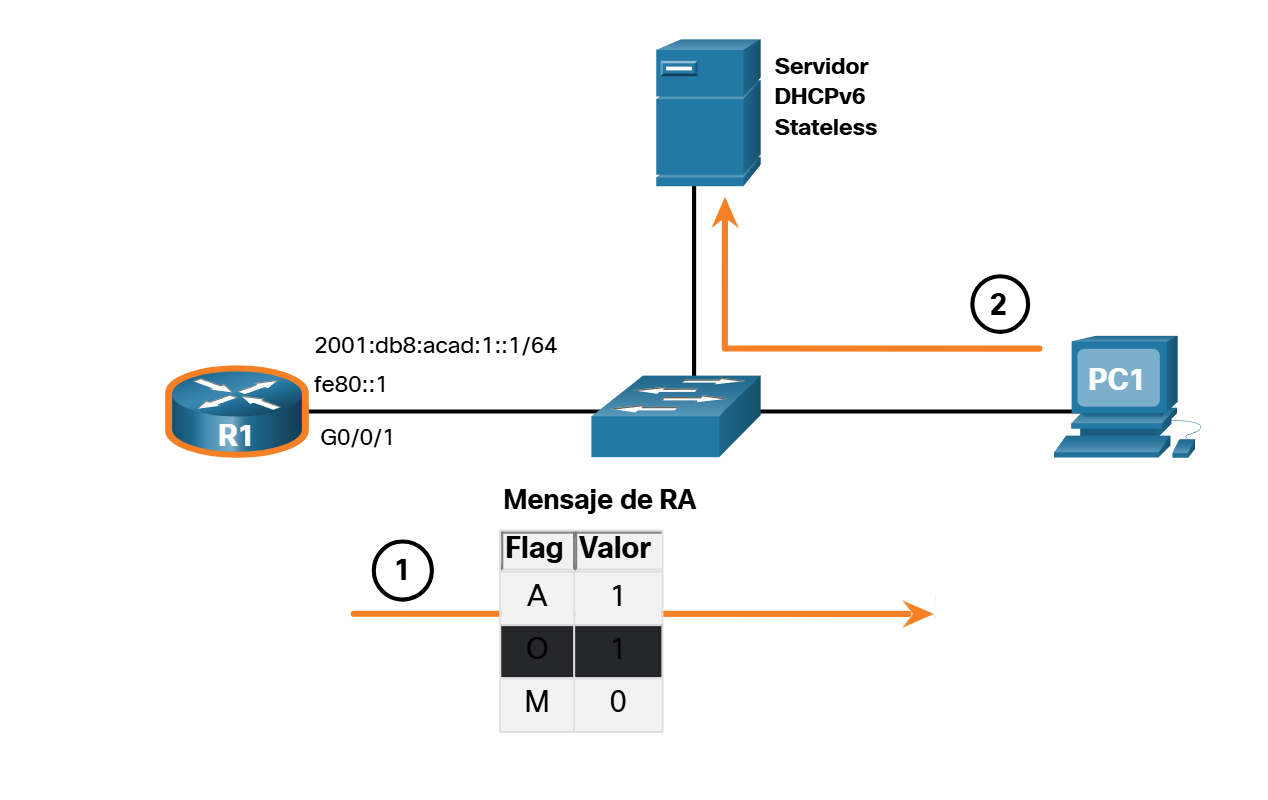 Servidor
DHCPv6
Stateless
2
2001:db8:acad:1::1/64
fe80::1
PC1
R1
G0/0/1
Mensaje de RA
Flag Valor
1
A 1
O 1
M 0